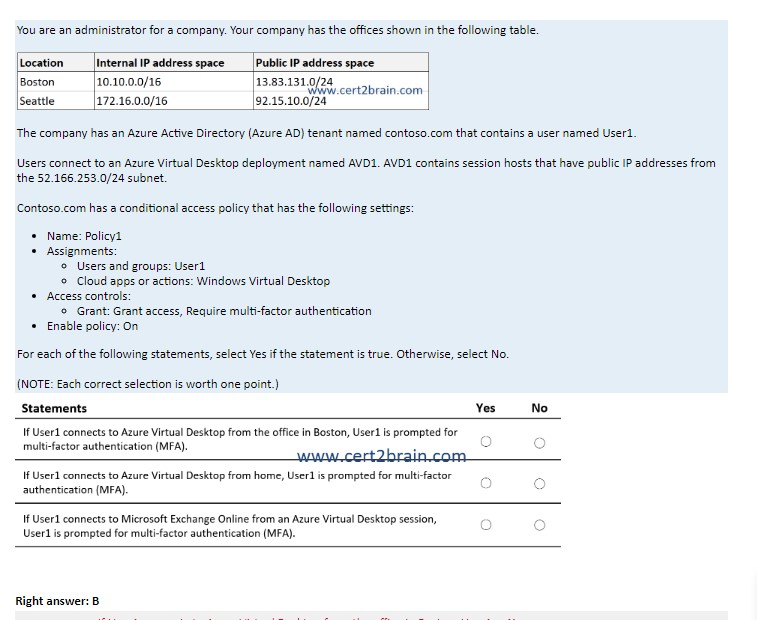 You are an administrator for a company. Your company has the offices shown in the following table.
Location Internal IP address space Public IP address space
Boston 10.10.0.0/16 13.83.131.0/24
www.cert2brain.com
Seattle 172.16.0.0/16 92.15.10.0/24
The company has an Azure Active Directory (Azure AD) tenant named contoso.com that contains a user named User1.
Users connect to an Azure Virtual Desktop deployment named AVD1. AVD1 contains session hosts that have public IP addresses from
the 52.166.253.0/24 subnet.
Contoso.com has a conditional access policy that has the following settings:
• Name: Policy1
• Assignments:
o Users and groups: User1
o Cloud apps or actions: Windows Virtual Desktop
• Access controls:
o Grant: Grant access, Require multi-factor authentication
• Enable policy: On
For each of the following statements, select Yes if the statement is true. Otherwise, select No.
(NOTE: Each correct selection is worth one point.)
Statements Yes No
If User1 connects to Azure Virtual Desktop from the office in Boston, User1 is prompted for
multi-factor authentication (MFA).
www.cert2brain.com
If User1 connects to Azure Virtual Desktop from home, User1 is prompted for multi-factor
authentication (MFA).
If User1 connects to Microsoft Exchange Online from an Azure Virtual Desktop session,
User1 is prompted for multi-factor authentication (MFA).
Right answer: B